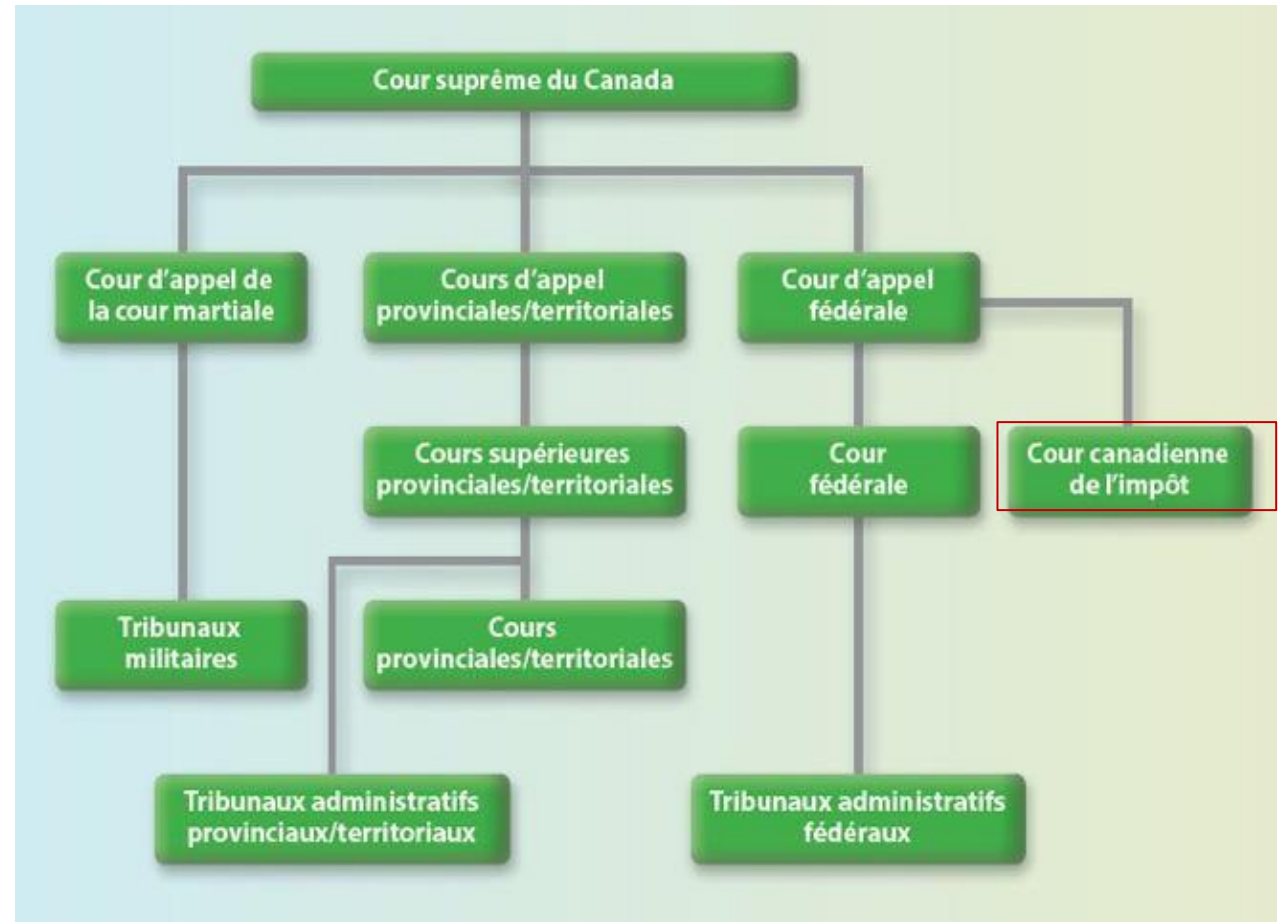 Cour suprême du Canada
Cour d'appel de
la cour martiale
Cours d'appel
provinciales/territoriales
Cour d'appel
fédérale
Cours supérieures
provinciales/territoriales
Cour
fédérale
Cour canadienne
de l'impôt
Tribunaux
militaires
Cours
provinciales/territoriales
Tribunaux administratifs
provinciaux/territoriaux
Tribunaux administratifs
fédéraux